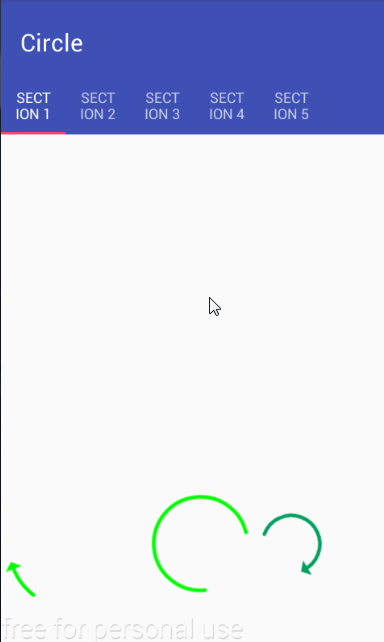 Circle
SECT SECT SECT SECT SECT
ION 1 ION 2 ION 3 ION 4 ION 5
free for personal use